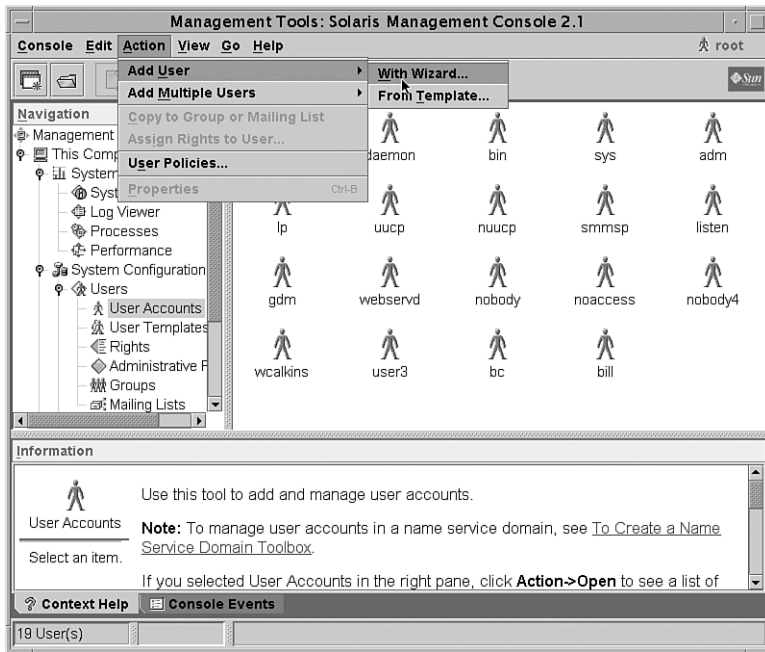 Management Tools: Solaris Management Console 2.1
Console Edit Action View Go Help
root
Sun
Add User
Add Multiple Users
Copy to Group or Mailing List
Assign Rights to User...
User Policies...
Properties Ctrl-B
With Wizard...
From Template...
Navigation
Management
This Comp
System
Syst
Log Viewer
Processes
Performance
System Configuration
Users
User Accounts
User Templates
Rights
Administrative
Groups
Mailing Lists
daemon bin sys adm
lp uucp nuucp smmsp listen
gdm webservd nobody noaccess nobody4
wcalkins user3 bc bill
Information
User Accounts
Select an item.
Use this tool to add and manage user accounts.
Note: To manage user accounts in a name service domain, see To Create a Name
Service Domain Toolbox.
If you selected User Accounts in the right pane, click Action->Open to see a list of
Context Help Console Events
19 User(s)